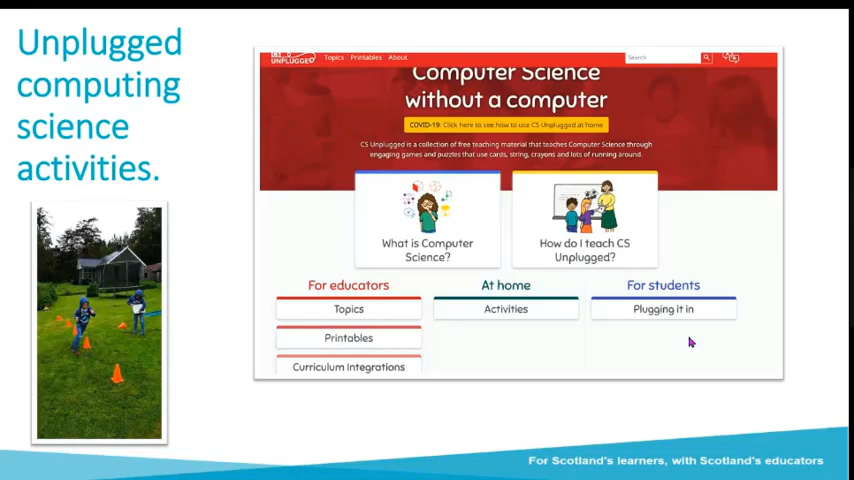 Unplugged
computing
science
activities.
UNPLUGGED
Topics Printables About
Search
Computer Science
without a computer
COVID-19: Click here to see how to use CS Unplugged at home
CS Unplugged is a collection of free teaching material that teaches Computer Science through
engaging games and puzzles that use cards, string, crayons and lots of running around.
What is Computer
Science?
How do I teach CS
Unplugged?
For educators
Topics
Printables
Curriculum Integrations
At home
Activities
For students
Plugging it in
For Scotland's learners, with Scotland's educators